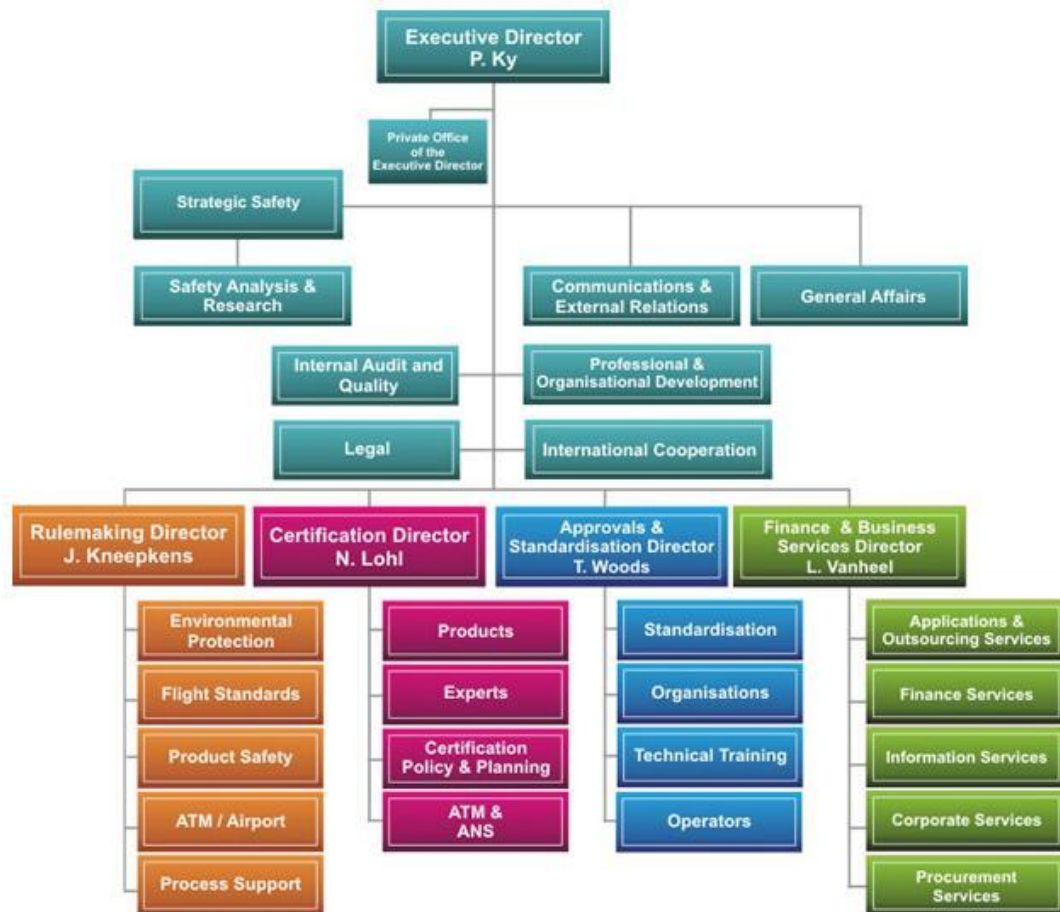 Executive Director
P. Ky
Private Office
of the
Executive Director
Strategic Safety
Safety Analysis &
Research
Communications &
External Relations
General Affairs
Internal Audit and
Quality
Professional &
Organisational Development
Legal
International Cooperation
Rulemaking Director
J. Kneepkens
Environmental
Protection
Flight Standards
Product Safety
ATM / Airport
Process Support
Certification Director
N. Lohl
Products
Experts
Certification
Policy & Planning
ATM &
ANS
Approvals &
Standardisation Director
T. Woods
Standardisation
Organisations
Technical Training
Operators
Finance & Business
Services Director
L. Vanheel
Applications &
Outsourcing Services
Finance Services
Information Services
Corporate Services
Procurement
Services